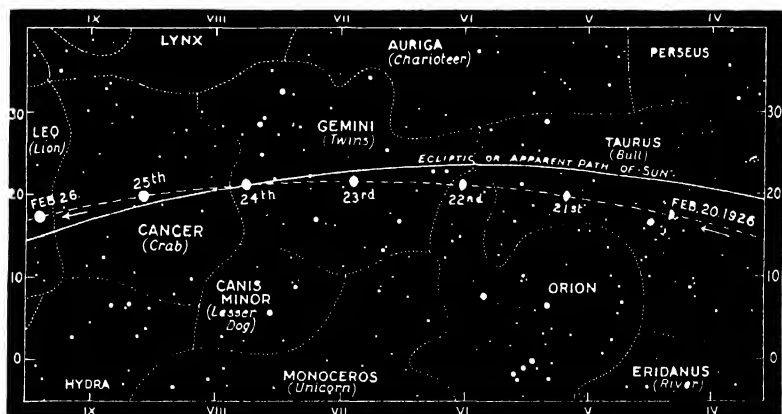 IX VIII VII VI V IV
LYNX
AURIGA
(Charioteer)
PERSEUS
30
GEMINI
(Twins)
LEO
(Lion)
TAURUS
(Bull)
ECLIPTIC OR APPARENT PATH OF SUN
20
FEB. 26.
25th
24th
23rd
22nd
21st
FEB. 20. 1926
CANCER
(Crab)
10
CANIS
MINOR
(Lesser
Dog)
ORION
0
HYDRA
MONOCEROS
(Unicorn)
ERIDANUS
(River)
IX VIII VII VI V IV
30
20
10
0